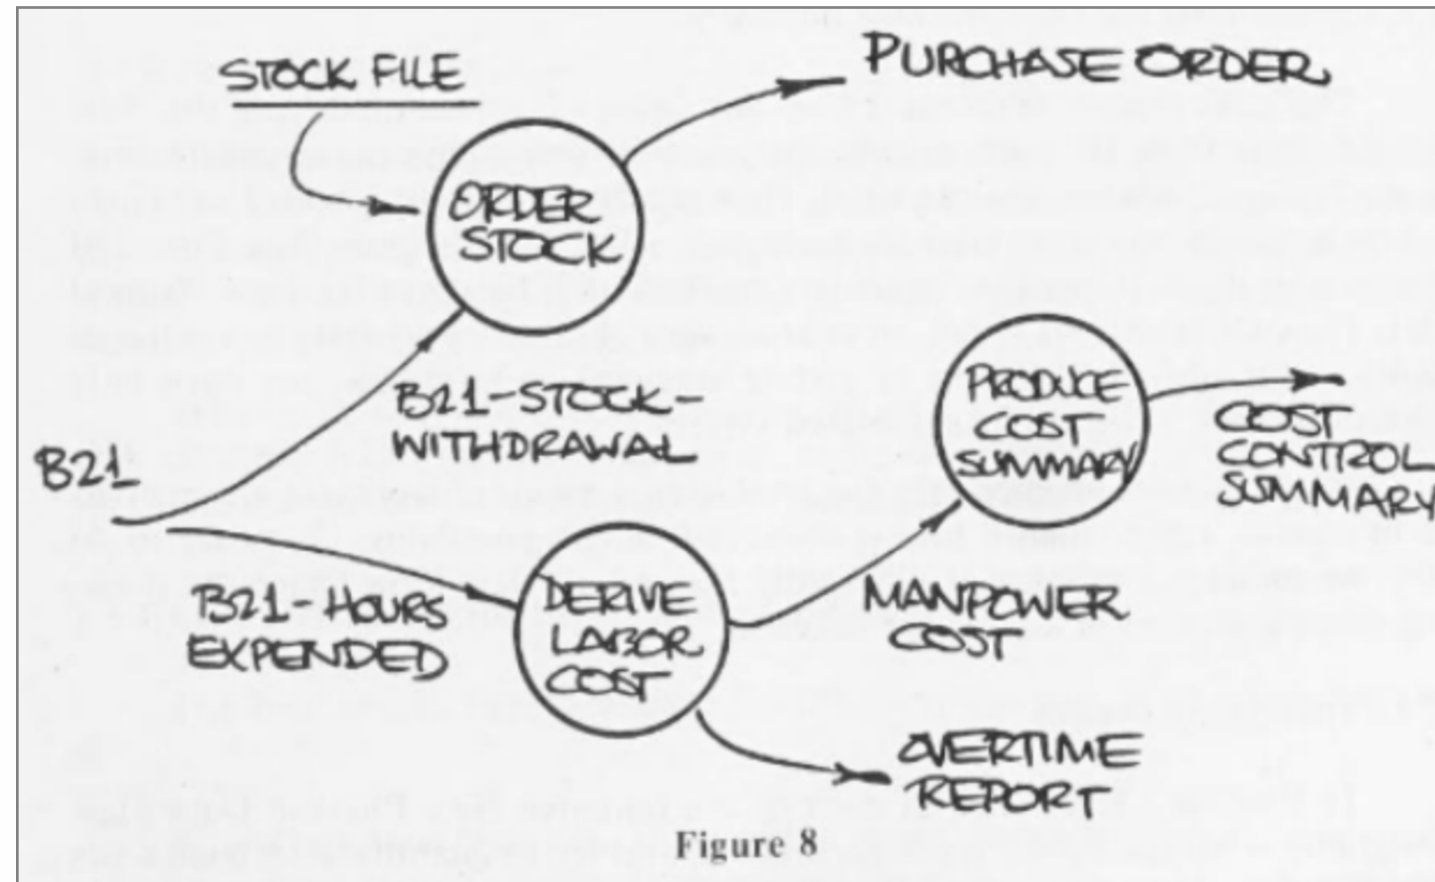 STOCK FILE
PURCHASE ORDER
ORDER
STOCK
B21-STOCK-
WITHDRAWAL
B21
PRODUCE
COST
SUMMARY
COST
CONTROL
SUMMARY
B21-HOURS
EXPENDED
DERIVE
LABOR
COST
MANPOWER
COST
OVERTIME
REPORT
Figure 8